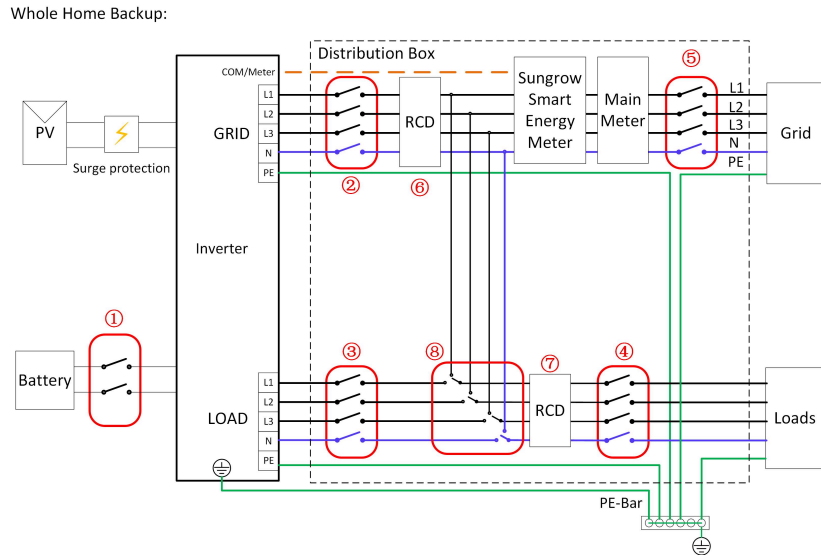 Whole Home Backup:
Distribution Box
⑤
COM/Meter
L1
L2
L3
N
PE
GRID
RCD
Sungrow
Smart
Energy
Meter
Main
Meter
L1
L2
L3
N
PE
Grid
PV
Surge protection
②
⑥
Inverter
①
③
⑧
⑦
④
Battery
L1
L2
L3
N
PE
LOAD
RCD
Loads
PE-Bar